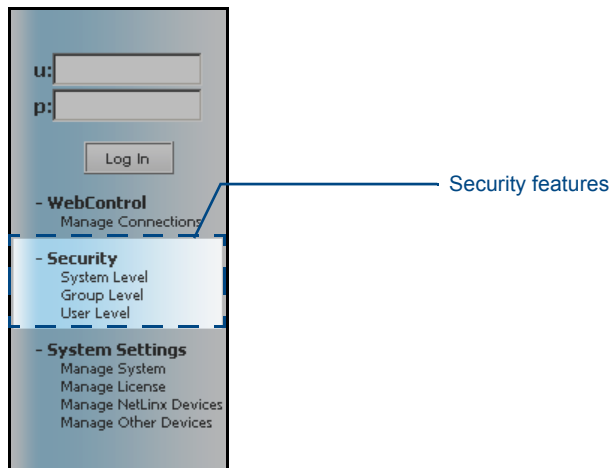 u:
p:
Log In
- WebControl
Manage Connections
- Security
System Level
Group Level
User Level
- System Settings
Manage System
Manage License
Manage NetLinx Devices
Manage Other Devices
Security features